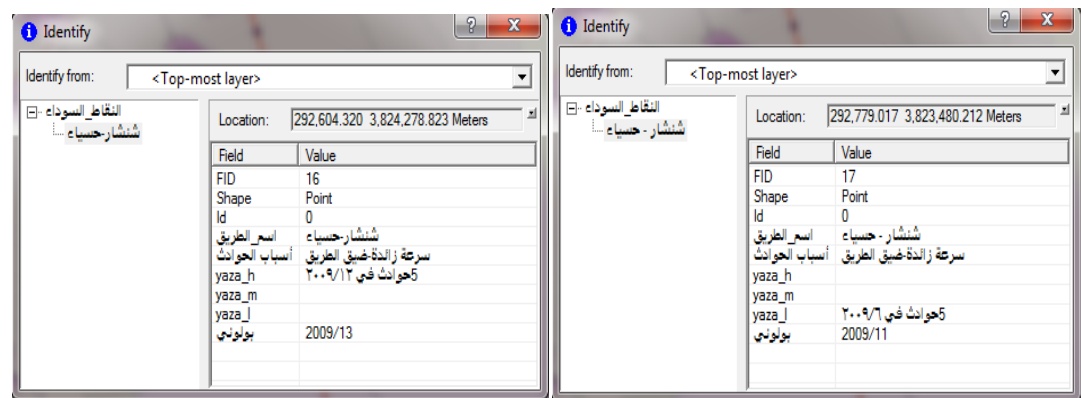 Identify
Identify from: <Top-most layer>
النقاط_السوداء
شنشار-حسياء
Location: 292,604.320 3,824,278.823 Meters
Field Value
FID 16
Shape Point
Id 0
اسم_الطريق شنشار-حسياء
أسباب الحوادث سرعة زائدة-ضيق الطريق
yaza_h 5حوادث في ٢٠٠٩/١٢
yaza_m
yaza_l
بولوني 2009/13
Identify
Identify from: <Top-most layer>
النقاط_السوداء
شنشار - حسياء
Location: 292,779.017 3,823,480.212 Meters
Field Value
FID 17
Shape Point
Id 0
اسم_الطريق شنشار - حسياء
أسباب الحوادث سرعة زائدة-ضيق الطريق
yaza_h
yaza_m
yaza_l 5حوادث في ٢٠٠٩/٦
بولوني 2009/11